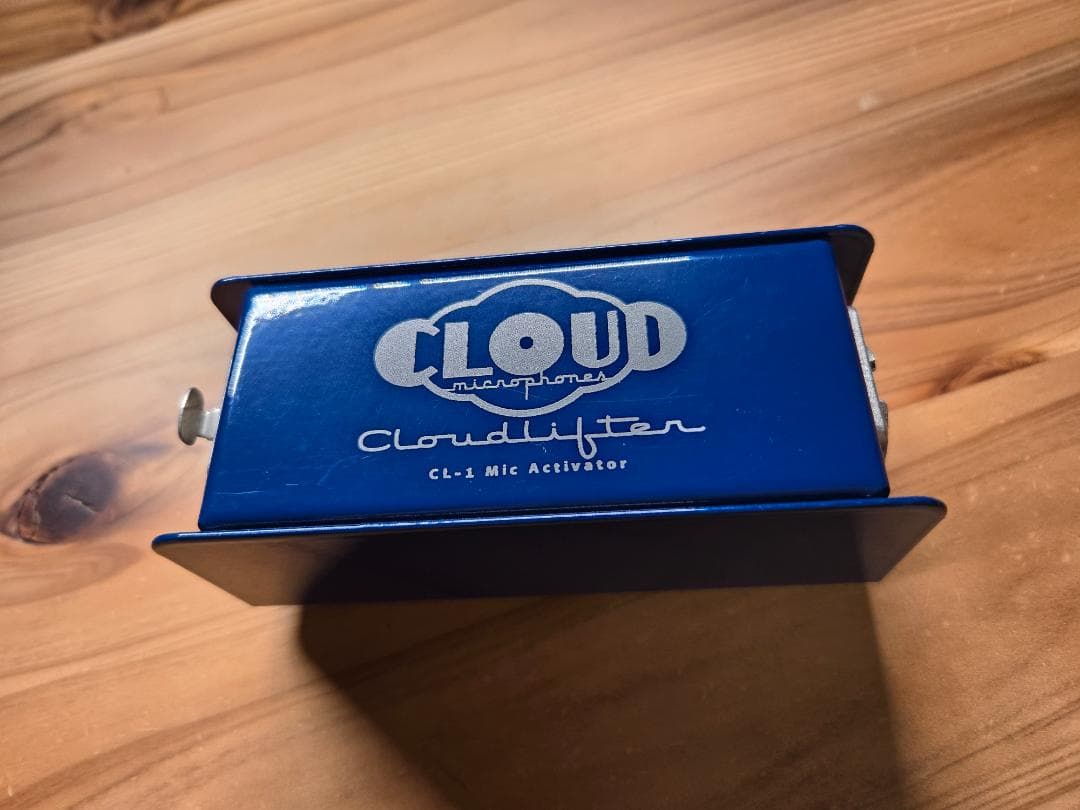 CLOUD
microphones
Cloudlifter
CL-1 Mic Activator